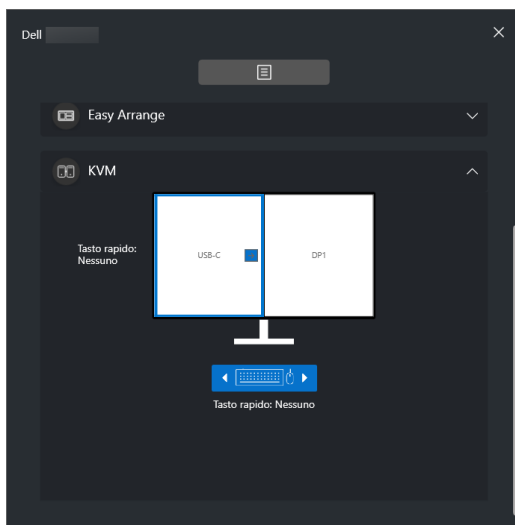 Dell
Easy Arrange
KVM
Tasto rapido:
Nessuno
USB-C
DP1
Tasto rapido: Nessuno